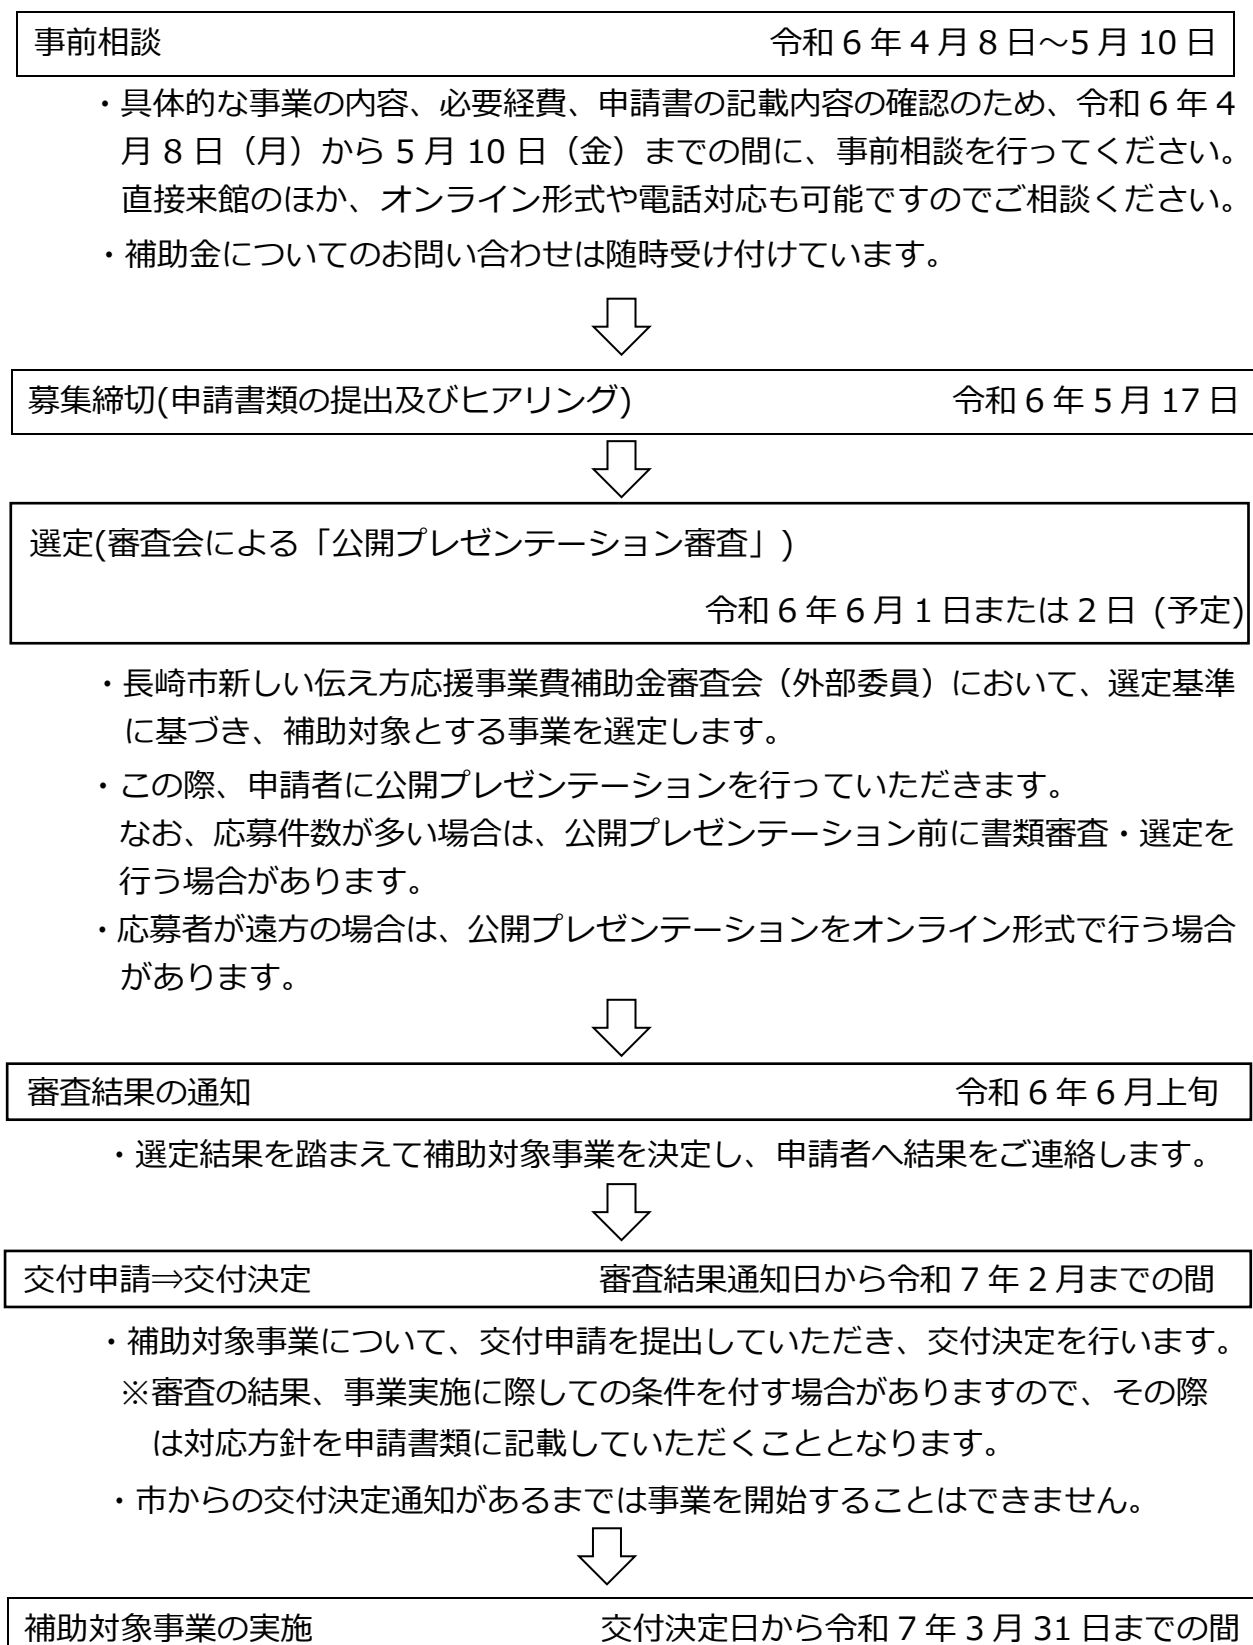 事前相談 令和６年４月８日～5 月 10 日
・具体的な事業の内容、必要経費、申請書の記載内容の確認のため、令和６年４
月８日（月）から５月 10 日（金）までの間に、事前相談を行ってください。
直接来館のほか、オンライン形式や電話対応も可能ですのでご相談ください。
・補助金についてのお問い合わせは随時受け付けています。
募集締切(申請書類の提出及びヒアリング) 令和６年５月 17 日
選定(審査会による「公開プレゼンテーション審査」)
令和６年６月１日または２日 (予定)
・長崎市新しい伝え方応援事業費補助金審査会（外部委員）において、選定基準
に基づき、補助対象とする事業を選定します。
・この際、申請者に公開プレゼンテーションを行っていただきます。
なお、応募件数が多い場合は、公開プレゼンテーション前に書類審査・選定を
行う場合があります。
・応募者が遠方の場合は、公開プレゼンテーションをオンライン形式で行う場合
があります。
審査結果の通知 令和６年６月上旬
・選定結果を踏まえて補助対象事業を決定し、申請者へ結果をご連絡します。
交付申請⇒交付決定 審査結果通知日から令和７年２月までの間
・補助対象事業について、交付申請を提出していただき、交付決定を行います。
※審査の結果、事業実施に際しての条件を付す場合がありますので、その際
は対応方針を申請書類に記載していただくこととなります。
・市からの交付決定通知があるまでは事業を開始することはできません。
補助対象事業の実施 交付決定日から令和７年３月 31 日までの間